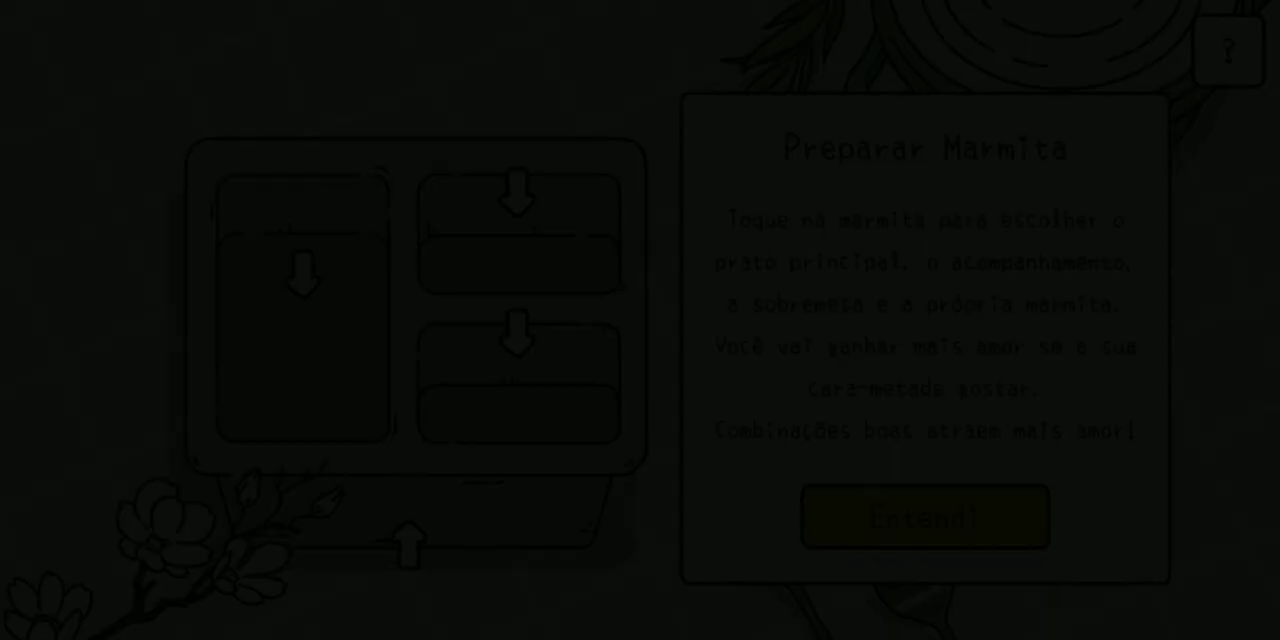 ?
Preparar Marmita
Toque na marmita para escolher o
prato principal, o acompanhamento,
a sobremesa e a própria marmita.
Você vai ganhar mais amor se a sua
cara-metade gostar.
Combinações boas atraem mais amor!
Entendi